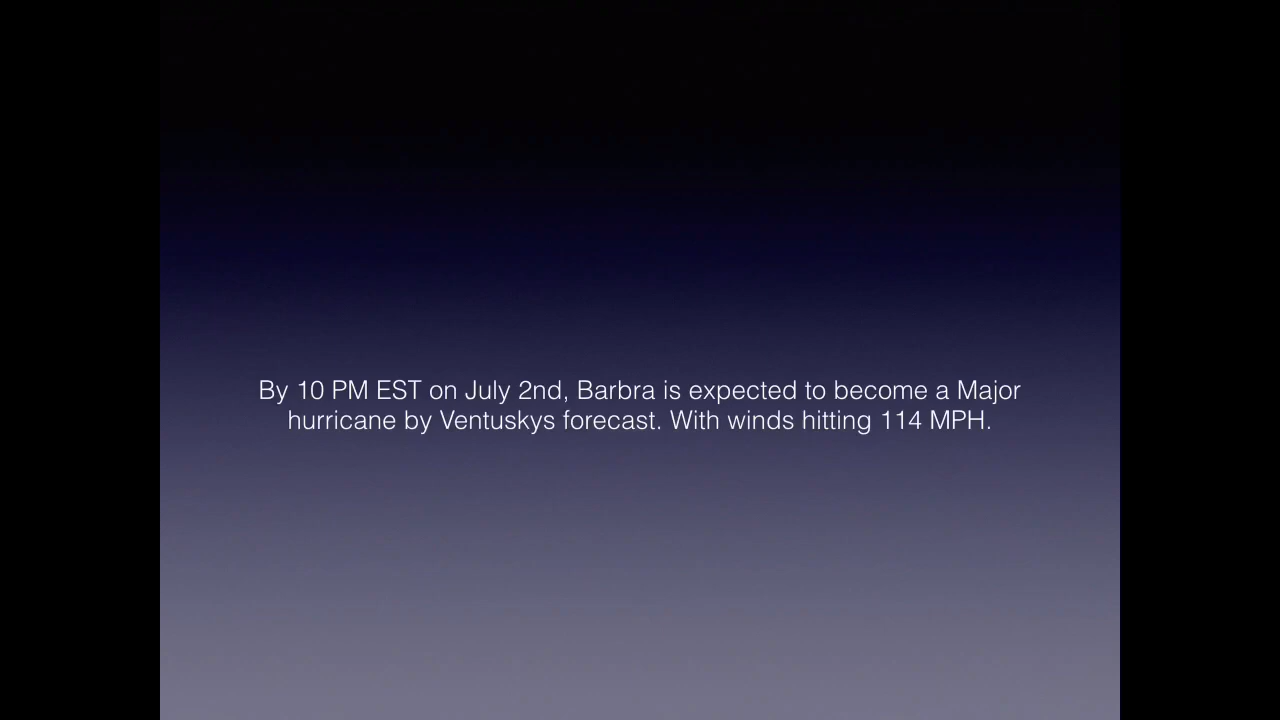 By 10 PM EST on July 2nd, Barbra is expected to become a Major
hurricane by Ventuskys forecast. With winds hitting 114 MPH.